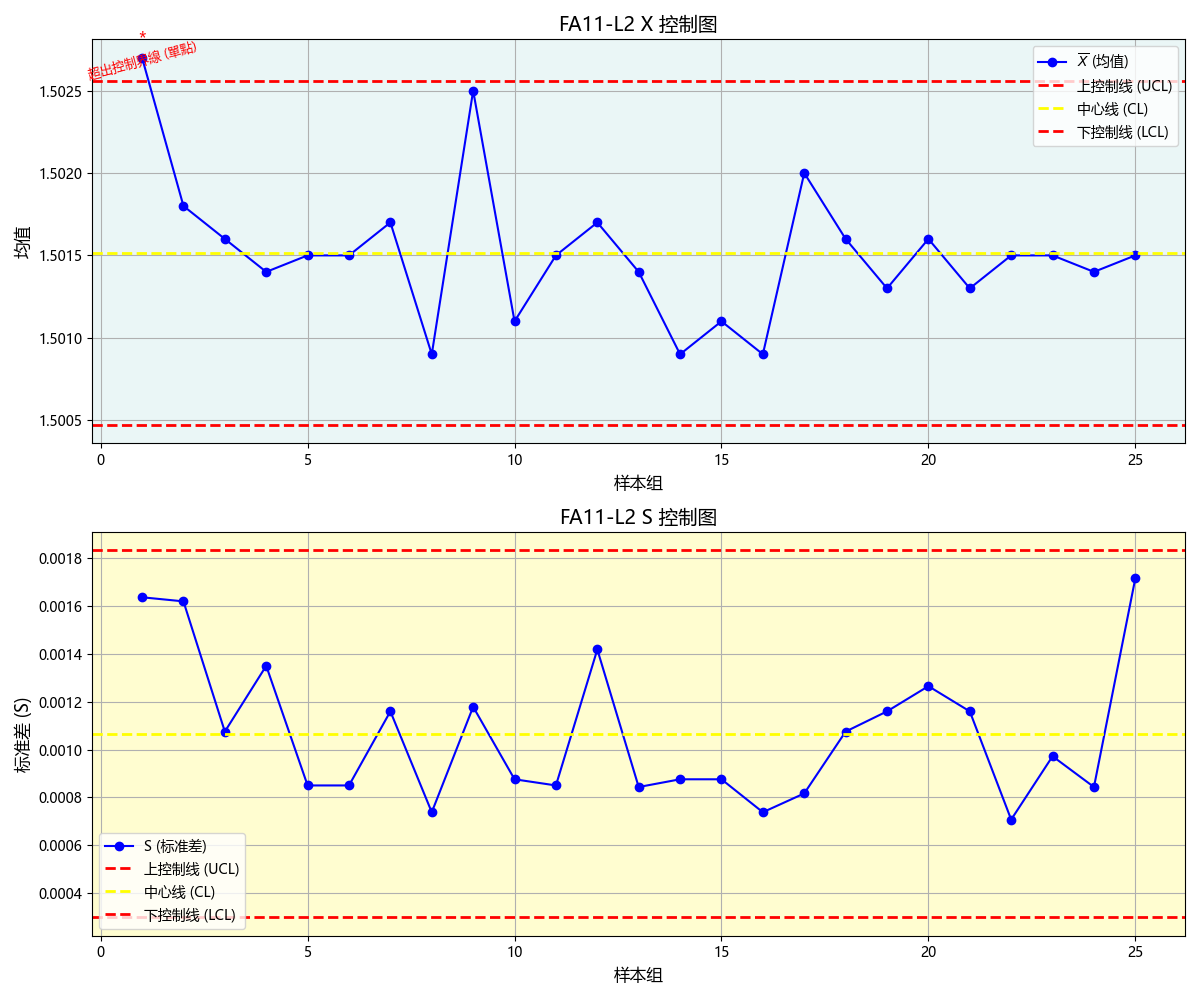 FA11-L2 X 控制图
*
超出控制界線 (單點)
X̅ (均值)
上控制线 (UCL)
中心线 (CL)
下控制线 (LCL)
1.5025
1.5020
1.5015
1.5010
1.5005
均值
0 5 10 15 20 25
样本组
FA11-L2 S 控制图
0.0018
0.0016
0.0014
0.0012
0.0010
0.0008
0.0006
0.0004
标准差 (S)
S (标准差)
上控制线 (UCL)
中心线 (CL)
下控制线 (LCL)
0 5 10 15 20 25
样本组